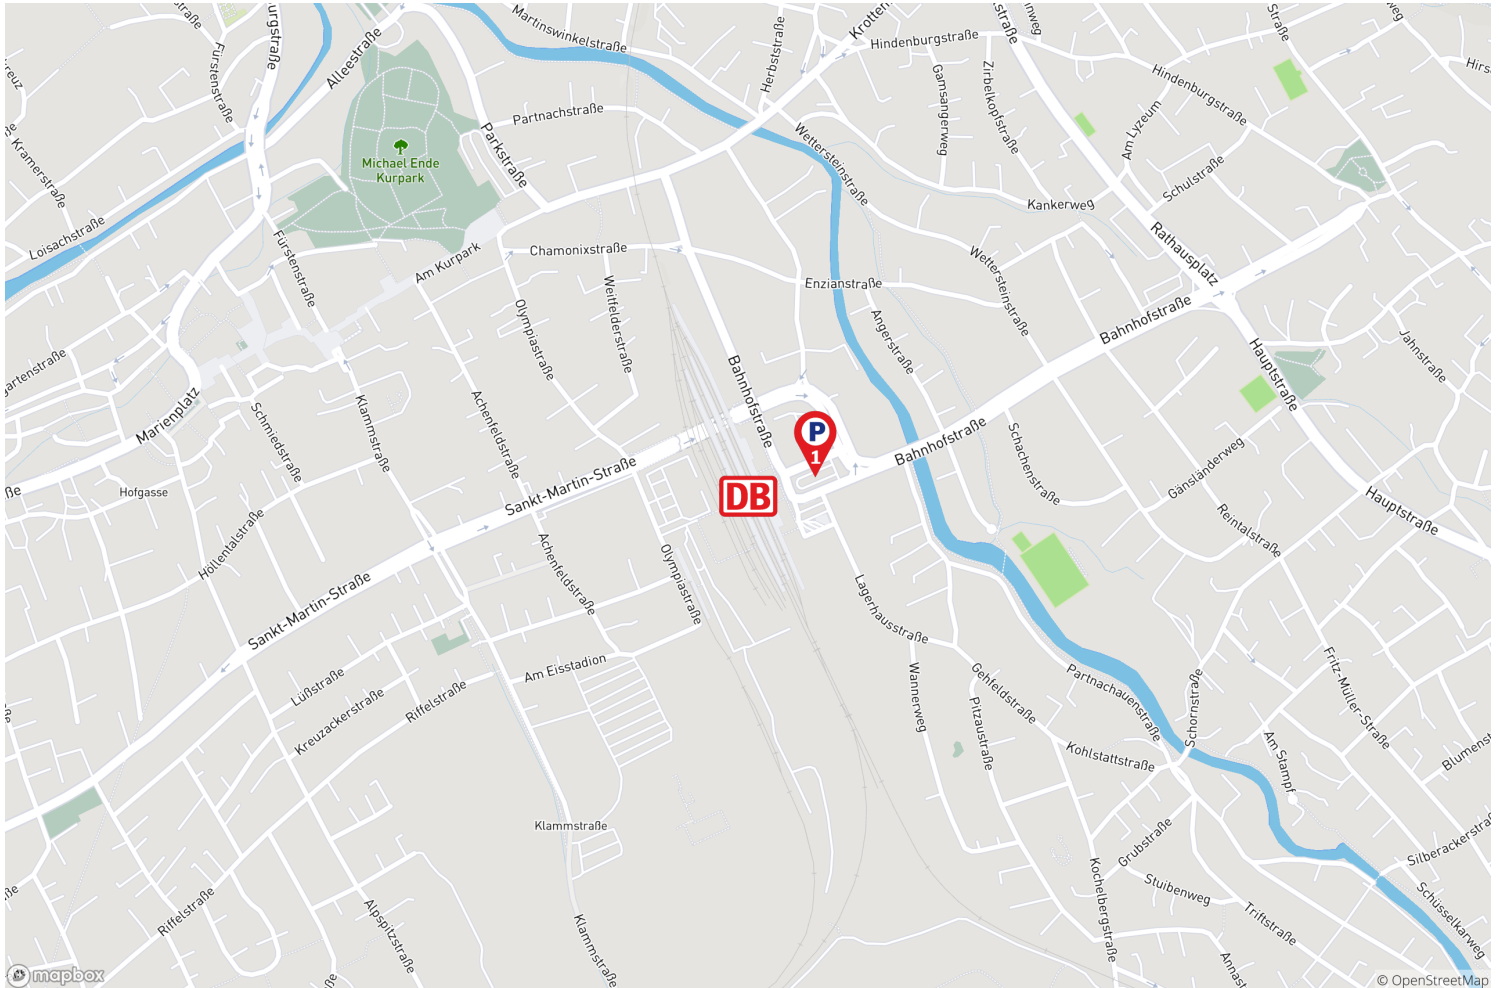 Martinswinkelstraße
Hindenburgstraße
Alleestraße
Fürstenstraße
Herbststraße
Zirbelkopfstraße
Gamsangerweg
Hindenburgstraße
Partnachstraße
Parkstraße
Michael Ende
Kurpark
Wettersteinstraße
Am Lyzeum
Schulstraße
Kramerstraße
Loisachstraße
Kankerweg
Rathausplatz
Fürstenstraße
Am Kurpark
Chamonixstraße
Enzianstraße
Wettersteinstraße
Weitfelderstraße
Olympiastraße
Angerstraße
Bahnhofstraße
Hauptstraße
Jahnstraße
Bahnhofstraße
Marienplatz
Schmiedstraße
Klammstraße
Achenfeldstraße
P
1
Bahnhofstraße
Schachenstraße
Gänsländerweg
Hofgasse
Sankt-Martin-Straße
DB
Hauptstraße
Reintalstraße
Höllentalstraße
Achenfeldstraße
Olympiastraße
Sankt-Martin-Straße
Lagerhausstraße
Am Eisstadion
Lüßstraße
Kreuzackerstraße
Riffelstraße
Wannerweg
Gehfeldstraße
Pitzaustraße
Partnachauenstraße
Schornstraße
Fritz-Müller-Straße
Kohlstattstraße
Am Stampf
Klammstraße
Grubstraße
Kochelbergstraße
Stuibenweg
Triftstraße
Schüsselkarweg
Riffelstraße
Alpspitzstraße
Klammstraße
mapbox
© OpenStreetMap